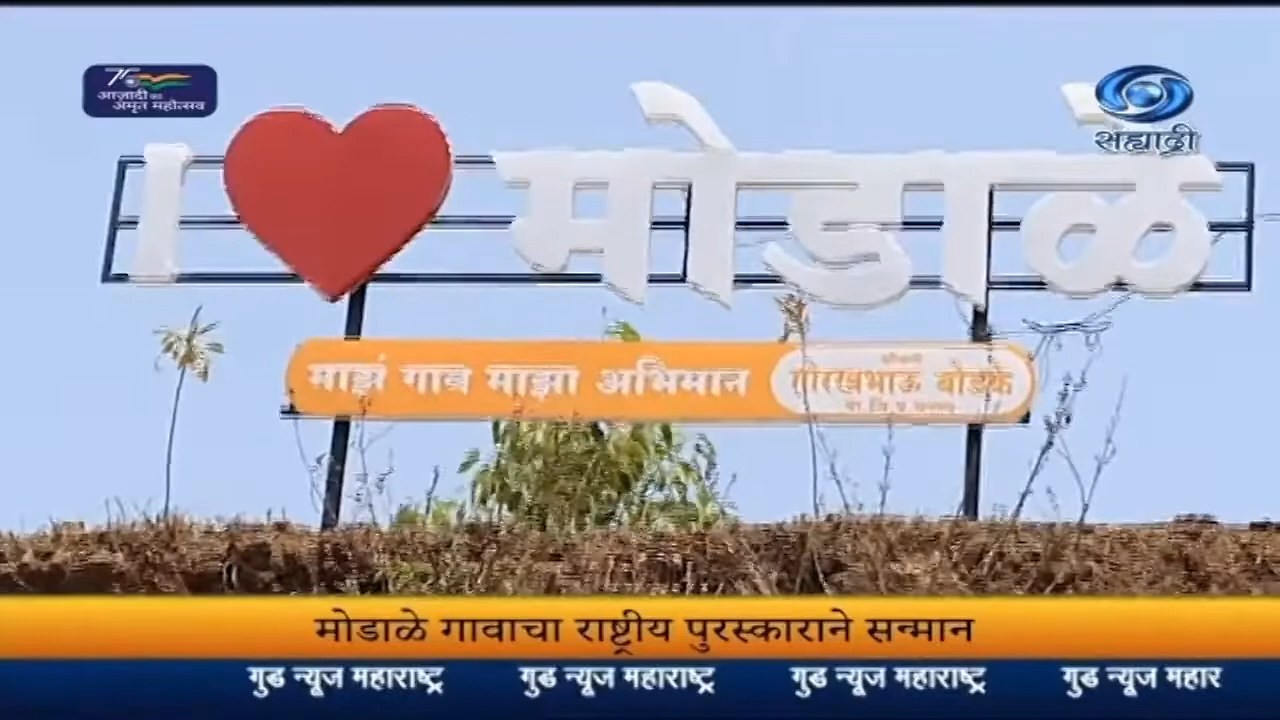 आज़ादी का
अमृत महोत्सव
सह्याद्री
I मोडाळे
माझं गाव माझा अभिमान
गोरखभाऊ बोडके
मोडाळे गावाचा राष्ट्रीय पुरस्काराने सन्मान
गुड न्यूज महाराष्ट्र गुड न्यूज महाराष्ट्र गुड न्यूज महाराष्ट्र गुड न्यूज महार